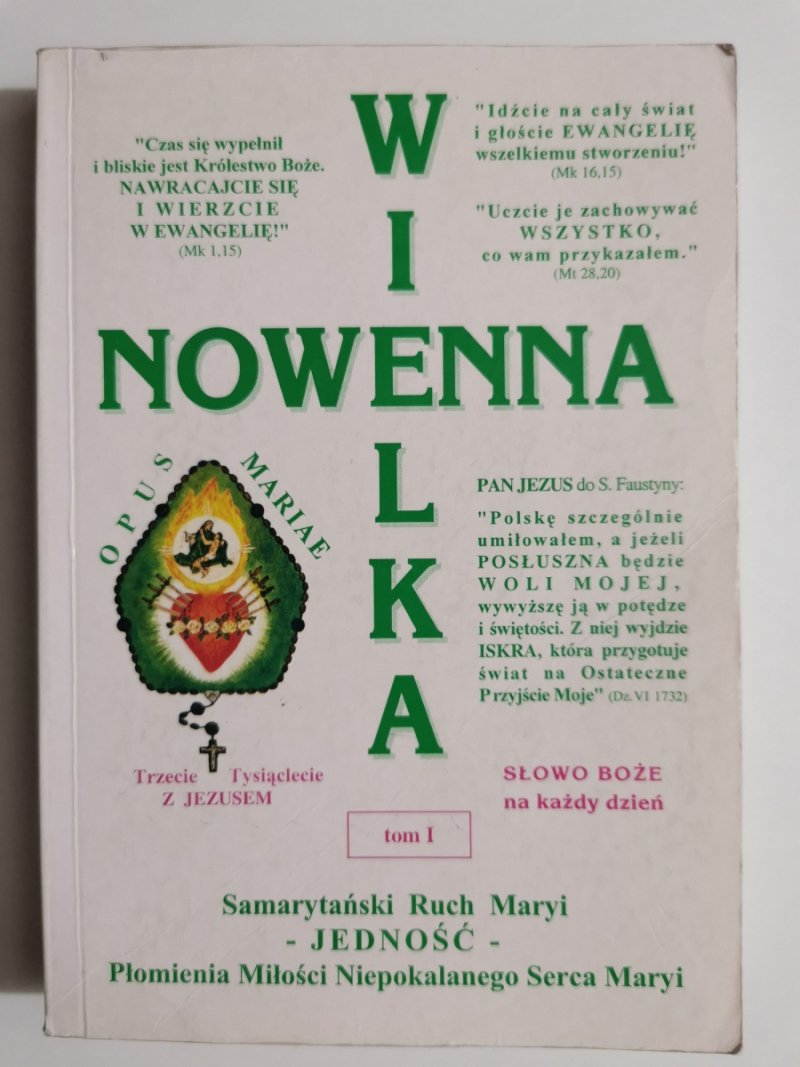 "Czas się wypełnił
i bliskie jest Królestwo Boże.
NAWRACAJCIE SIĘ
I WIERZCIE
W EWANGELIĘ!"
(Mk 1,15)
WIELKA
"Idźcie na cały świat
i głoście EWANGELIĘ
wszelkiemu stworzeniu!"
(Mk 16,15)
"Uczcie je zachowywać
WSZYSTKO,
co wam przykazałem."
(Mt 28,20)
NOWENNA
OPUS MARIAE
Trzecie Tysiąclecie
Z JEZUSEM
PAN JEZUS do S. Faustyny:
"Polskę szczególnie
umiłowałem, a jeżeli
POSŁUSZNA będzie
WOLI MOJEJ,
wywyższę ją w potędze
i świętości. Z niej wyjdzie
ISKRA, która przygotuje
świat na Ostateczne
Przyjście Moje" (Dz. VI 1732)
SŁOWO BOŻE
na każdy dzień
tom I
Samarytański Ruch Maryi
- JEDNOŚĆ -
Płomienia Miłości Niepokalanego Serca Maryi